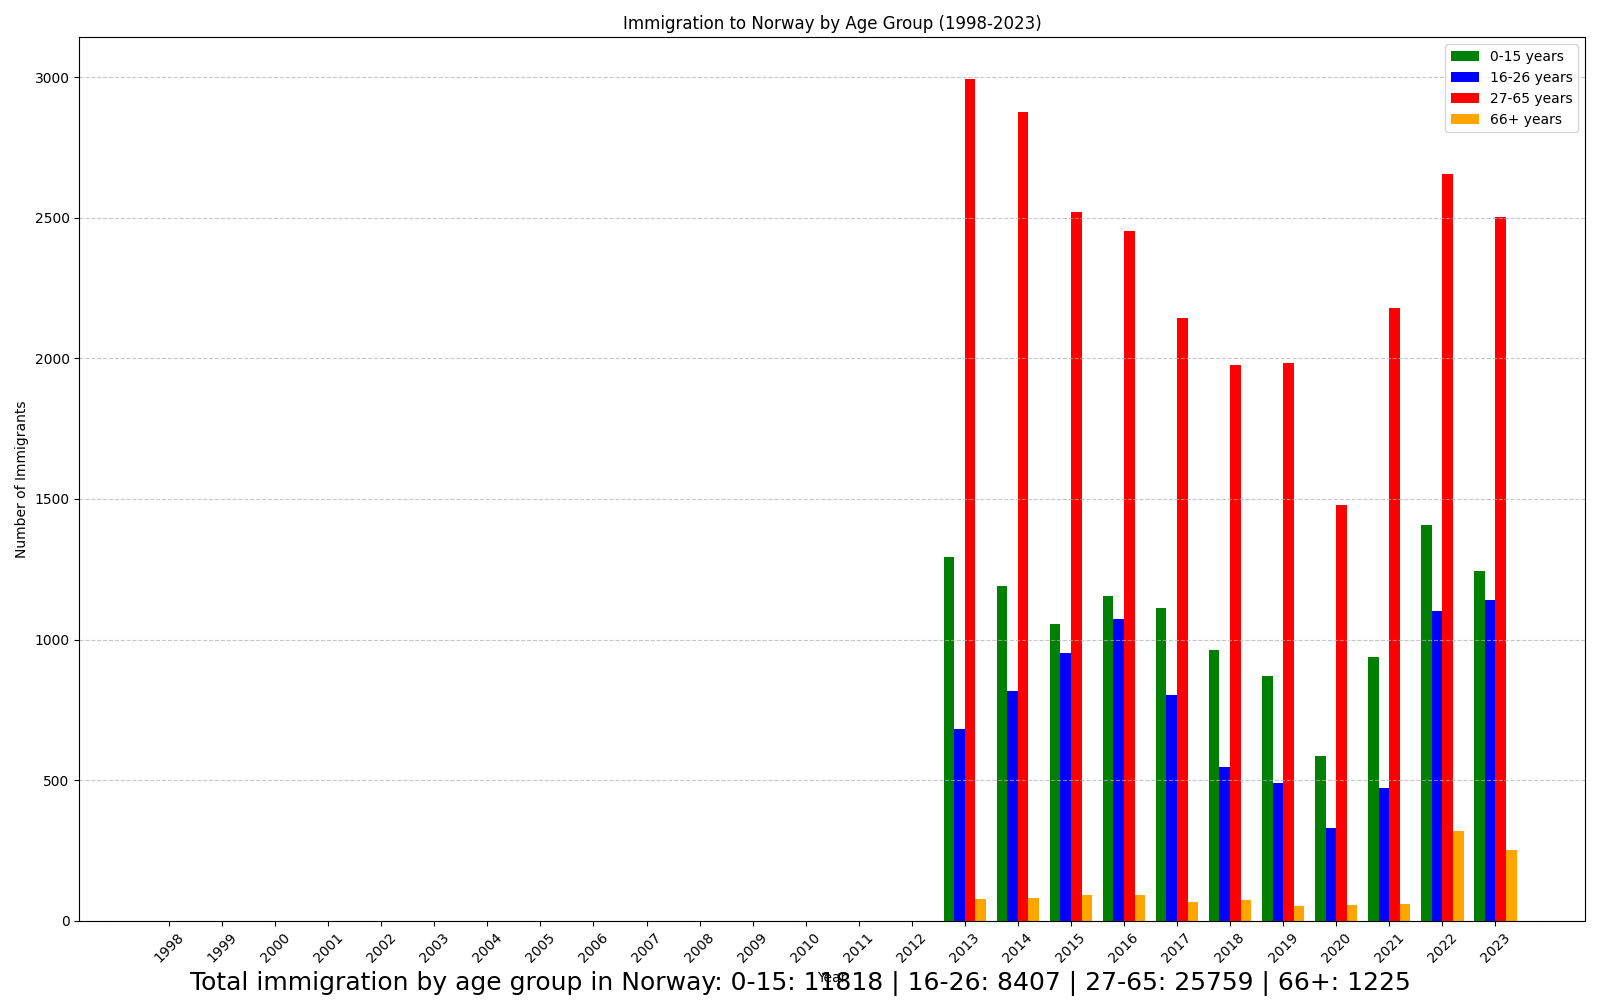 Immigration to Norway by Age Group (1998-2023)
0-15 years
16-26 years
27-65 years
66+ years
Number of Immigrants
3000
2500
2000
1500
1000
500
0
1998 1999 2000 2001 2002 2003 2004 2005 2006 2007 2008 2009 2010 2011 2012 2013 2014 2015 2016 2017 2018 2019 2020 2021 2022 2023
Year
Total immigration by age group in Norway: 0-15: 11818 | 16-26: 8407 | 27-65: 25759 | 66+: 1225